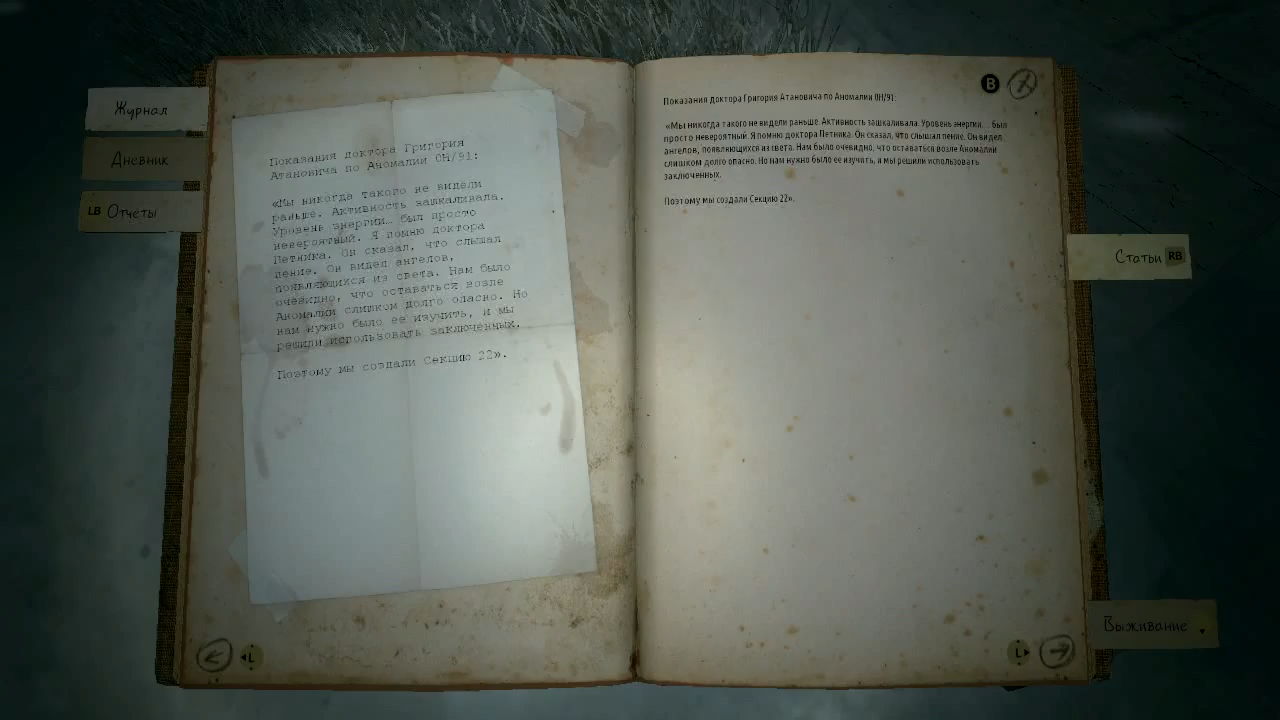 Журнал
Дневник
LB Отчеты
Показания доктора Григория
Атановича по Аномалии 0Н/91:
«Мы никогда такого не видели
раньше. Активность зашкаливала.
Уровень энергии… был просто
невероятный. Я помню доктора
Петника. Он сказал, что слышал
пение. Он видел ангелов,
появляющихся из света. Нам было
очевидно, что оставаться возле
Аномалии слишком долго опасно. Но
нам нужно было ее изучить, и мы
решили использовать заключенных.
Поэтому мы создали Секцию 22».
L
B
Показания доктора Григория Атановича по Аномалии 0Н/91:
«Мы никогда такого не видели раньше. Активность зашкаливала. Уровень энергии… был
просто невероятный. Я помню доктора Петника. Он сказал, что слышал пение. Он видел
ангелов, появляющихся из света. Нам было очевидно, что оставаться возле Аномалии
слишком долго опасно. Но нам нужно было ее изучить, и мы решили использовать
заключенных.
Поэтому мы создали Секцию 22».
Статьи RB
Выживание
L